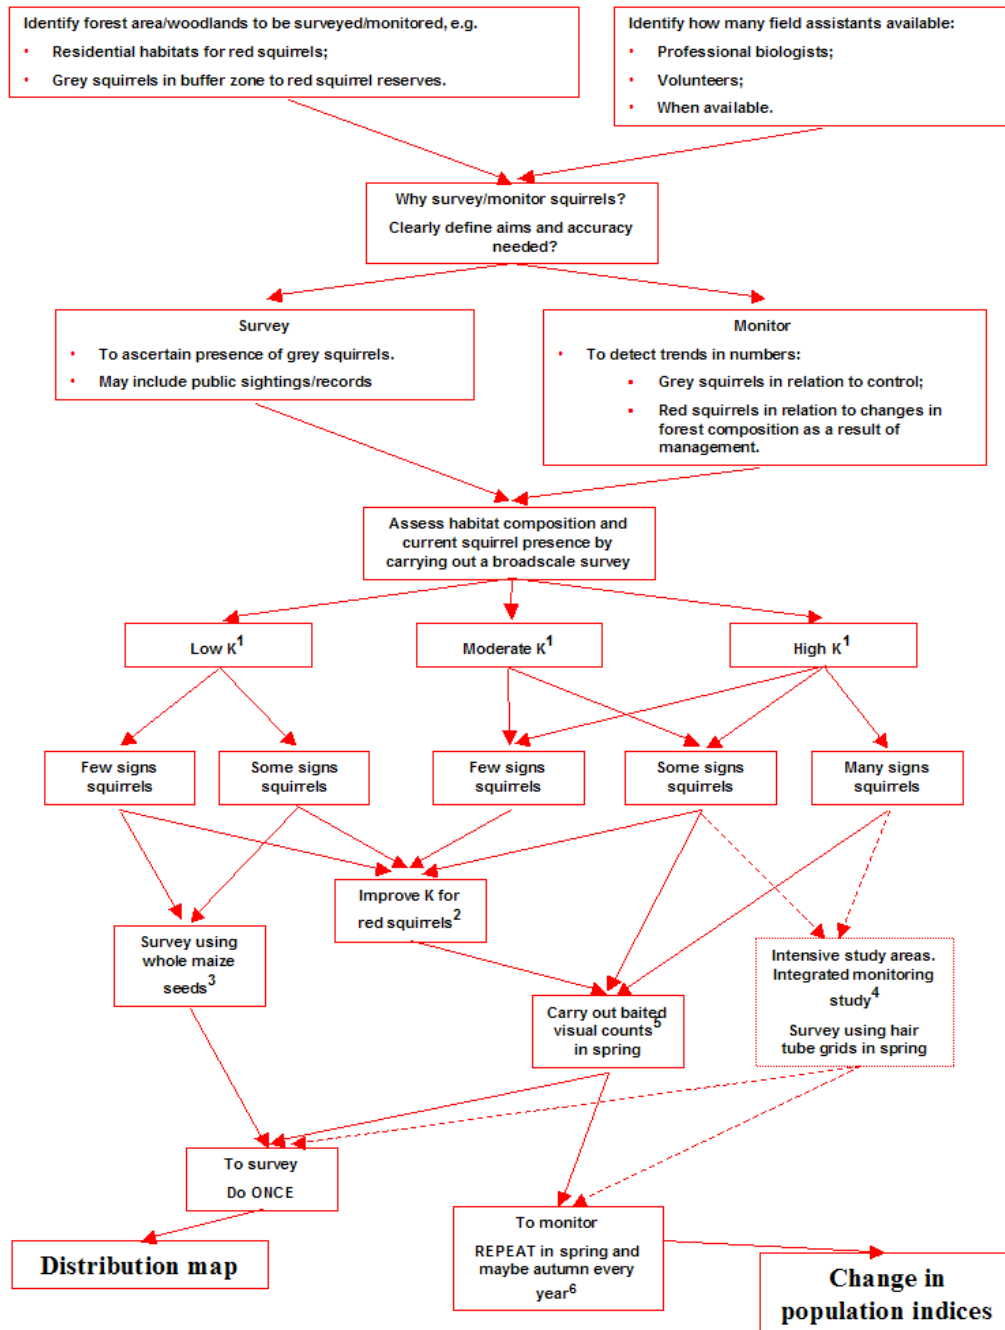 Identify forest area/woodlands to be surveyed/monitored, e.g.
• Residential habitats for red squirrels;
• Grey squirrels in buffer zone to red squirrel reserves.
Identify how many field assistants available:
• Professional biologists;
• Volunteers;
• When available.
Why survey/monitor squirrels?
Clearly define aims and accuracy
needed?
Survey
• To ascertain presence of grey squirrels.
• May include public sightings/records
Monitor
• To detect trends in numbers:
▪ Grey squirrels in relation to control;
▪ Red squirrels in relation to changes in
forest composition as a result of
management.
Assess habitat composition and
current squirrel presence by
carrying out a broadscale survey
Low K1
Moderate K1
High K1
Few signs
squirrels
Some signs
squirrels
Few signs
squirrels
Some signs
squirrels
Many signs
squirrels
Improve K for
red squirrels2
Survey using
whole maize
seeds3
Intensive study areas.
Integrated monitoring
study4
Survey using hair
tube grids in spring
Carry out baited
visual counts5
in spring
To survey
Do ONCE
To monitor
REPEAT in spring and
maybe autumn every
year6
Distribution map
Change in
population indices